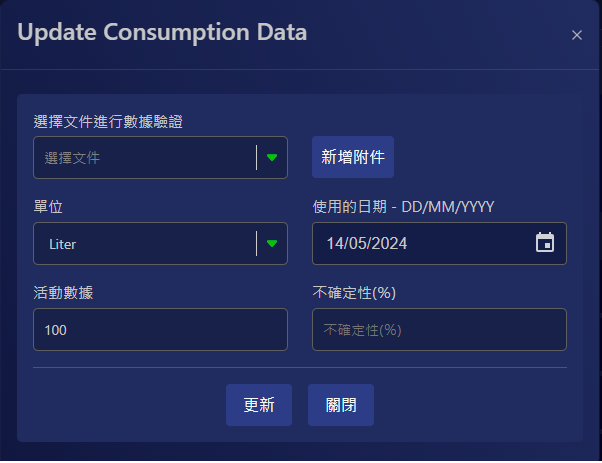 Update Consumption Data
×
選擇文件進行數據驗證
選擇文件
新增附件
單位
使用的日期 - DD/MM/YYYY
Liter
14/05/2024
活動數據
不確定性(%)
100
不確定性(%)
更新
關閉